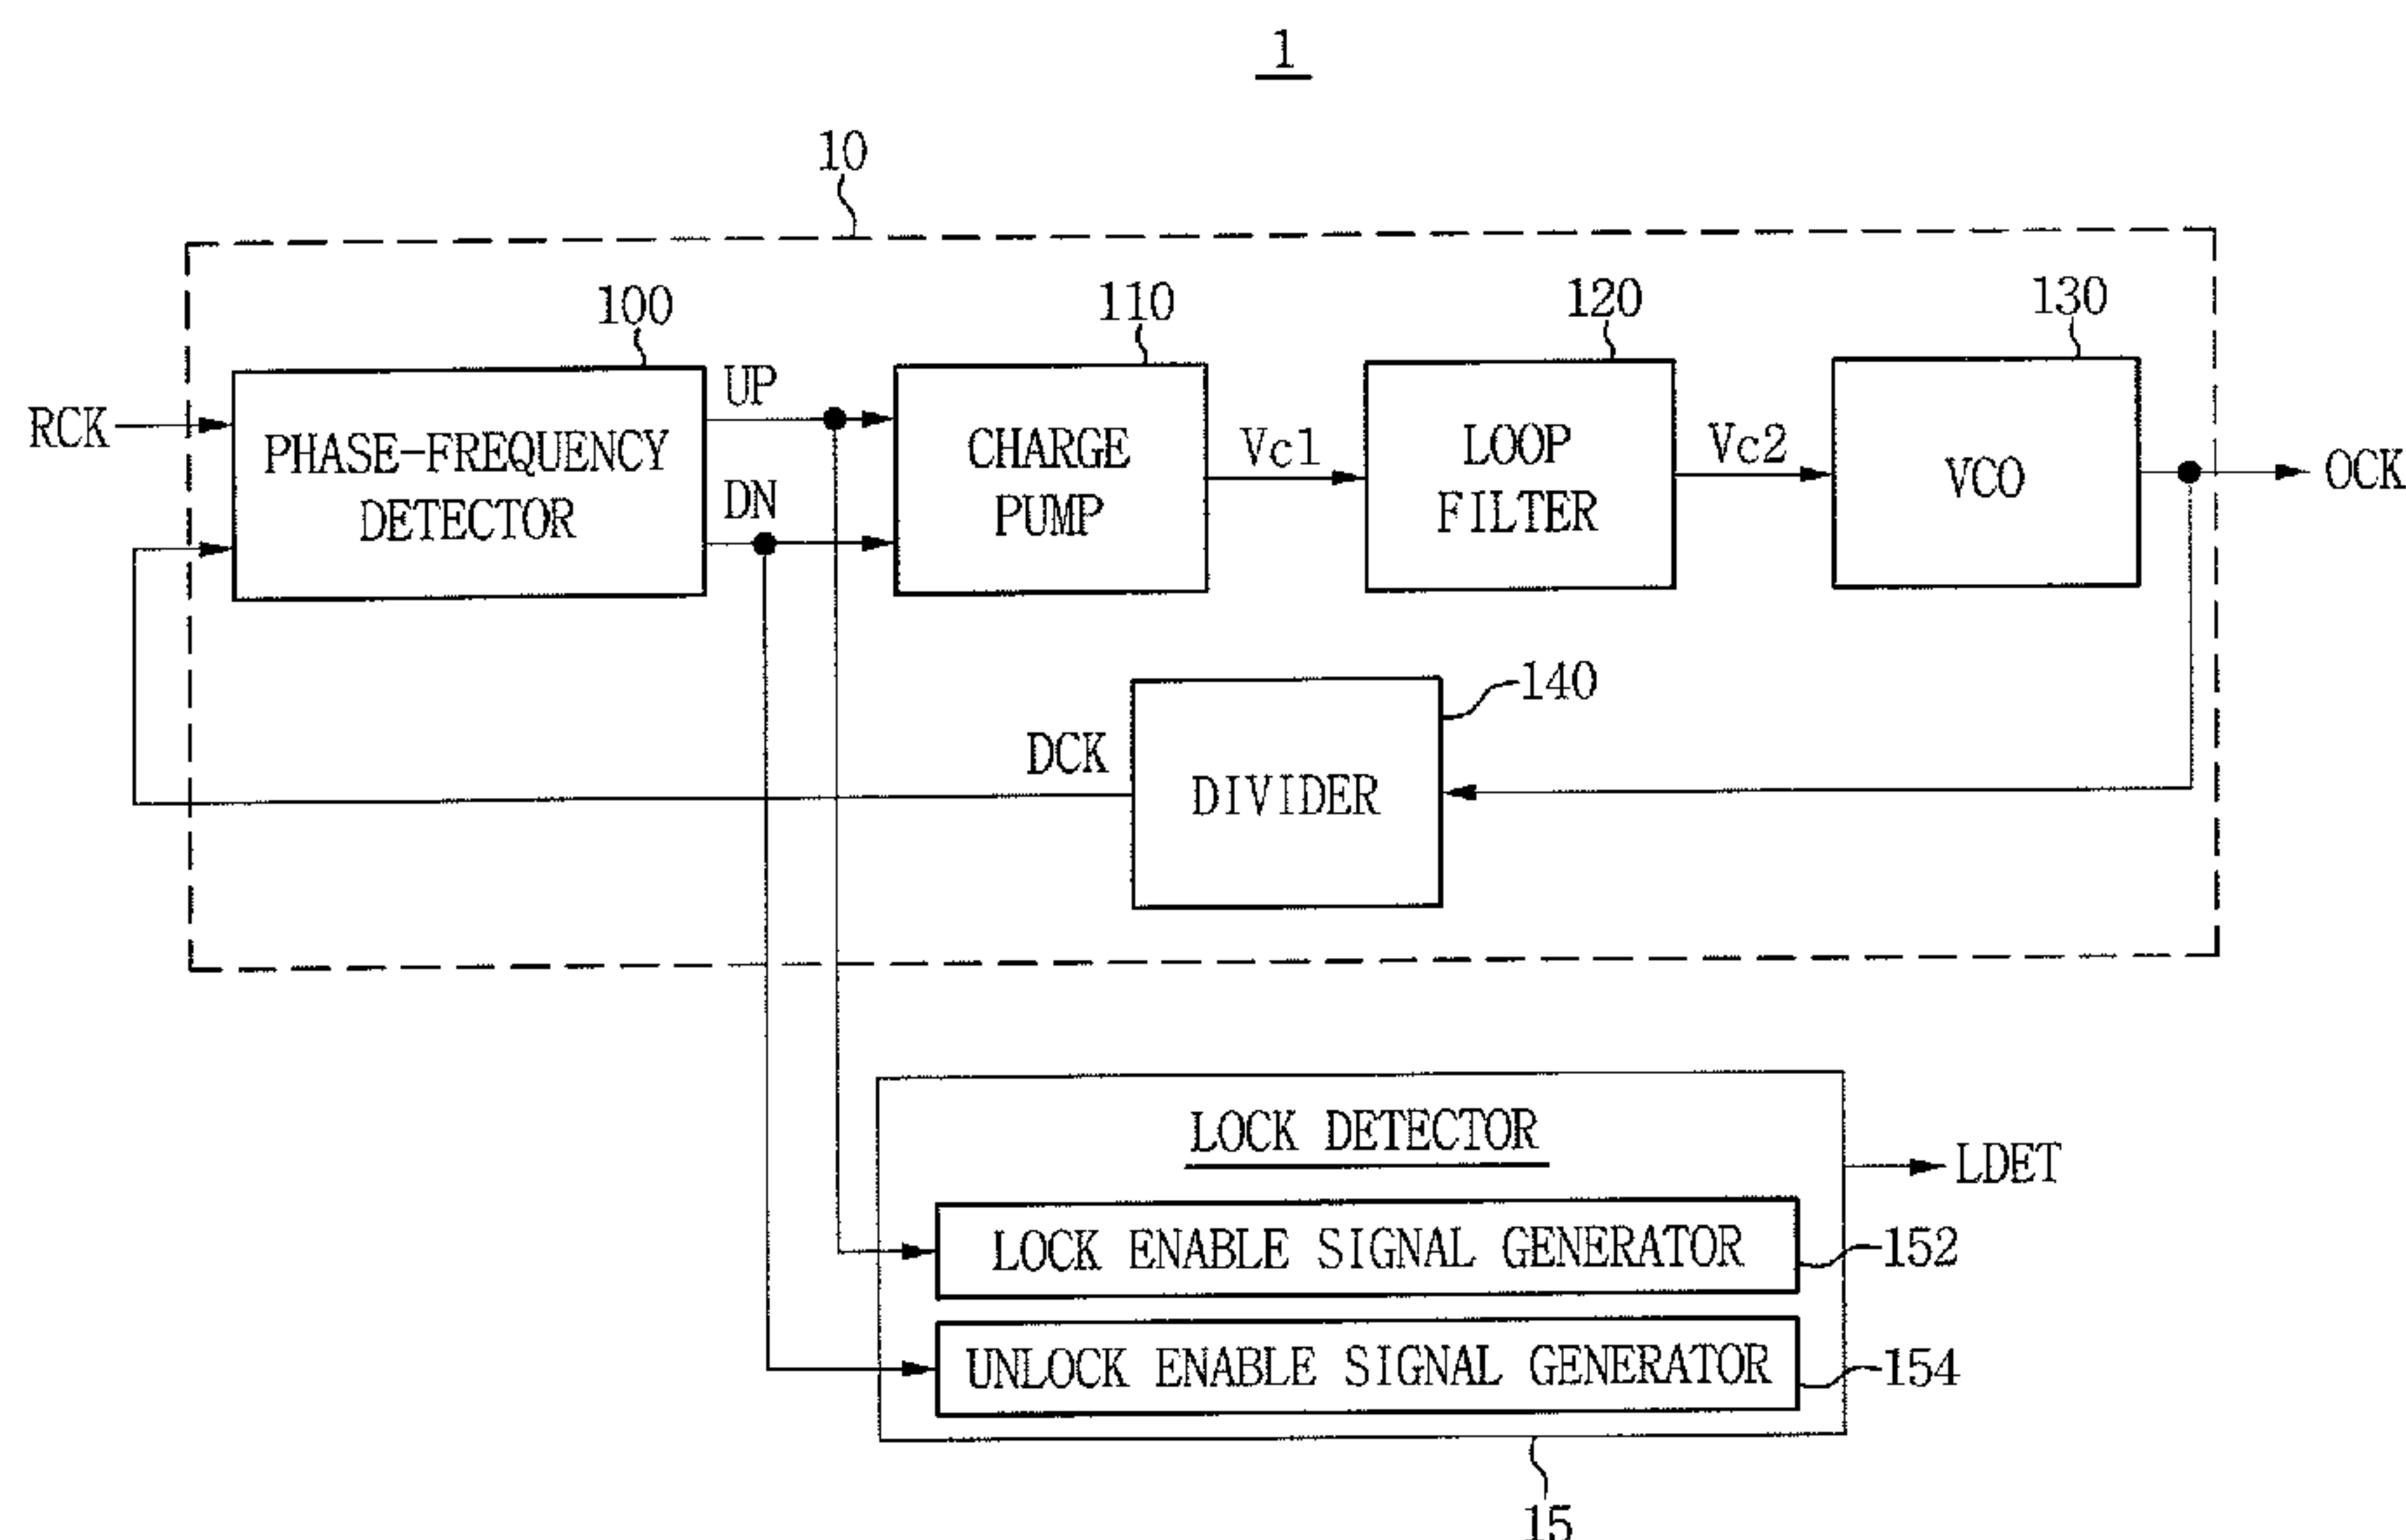 1
10
100
110
120
130
UP
RCK
PHASE-FREQUENCY
DETECTOR
DN
CHARGE
PUMP
Vc1
LOOP
FILTER
Vc2
VCO
OCK
140
DCK
DIVIDER
LOCK DETECTOR
LDET
LOCK ENABLE SIGNAL GENERATOR
152
UNLOCK ENABLE SIGNAL GENERATOR
154
15